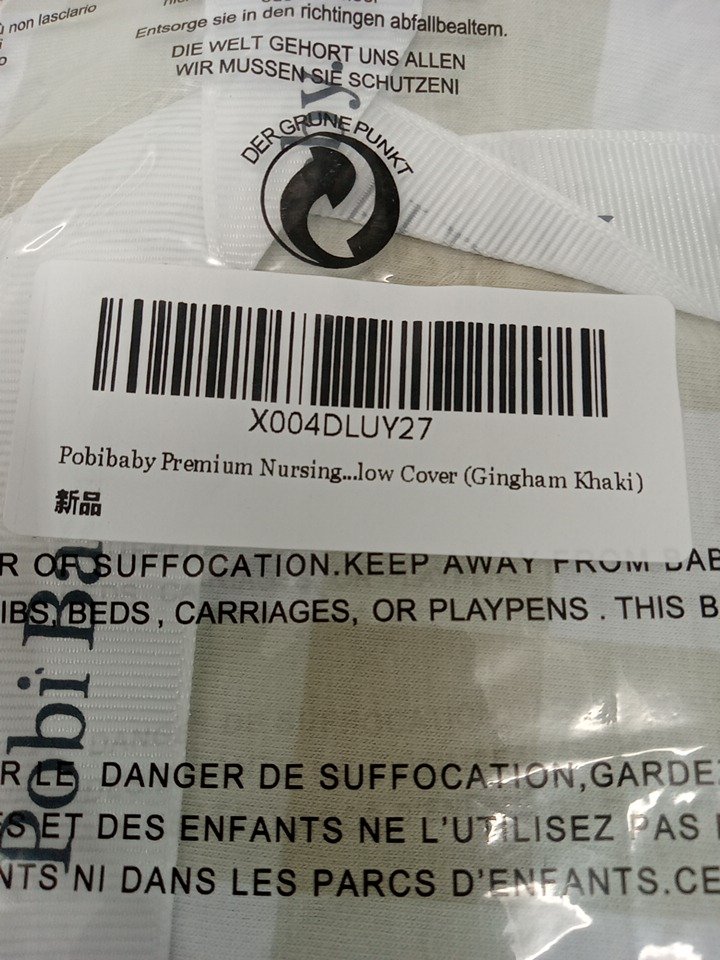 ù non lasciarlo
Entsorge sie in den richtingen abfallbealtem.
DIE WELT GEHORT UNS ALLEN
WIR MUSSEN SIE SCHUTZENI
DER GRUNE PUNKT
X004DLUY27
Pobibaby Premium Nursing...low Cover (Gingham Khaki)
新品
R OF SUFFOCATION.KEEP AWAY FROM BAB
IBS, BEDS, CARRIAGES, OR PLAYPENS . THIS B
Pobi Ba
R LE DANGER DE SUFFOCATION,GARDE
S ET DES ENFANTS NE L'UTILISEZ PAS
NTS NI DANS LES PARCS D'ENFANTS.CE